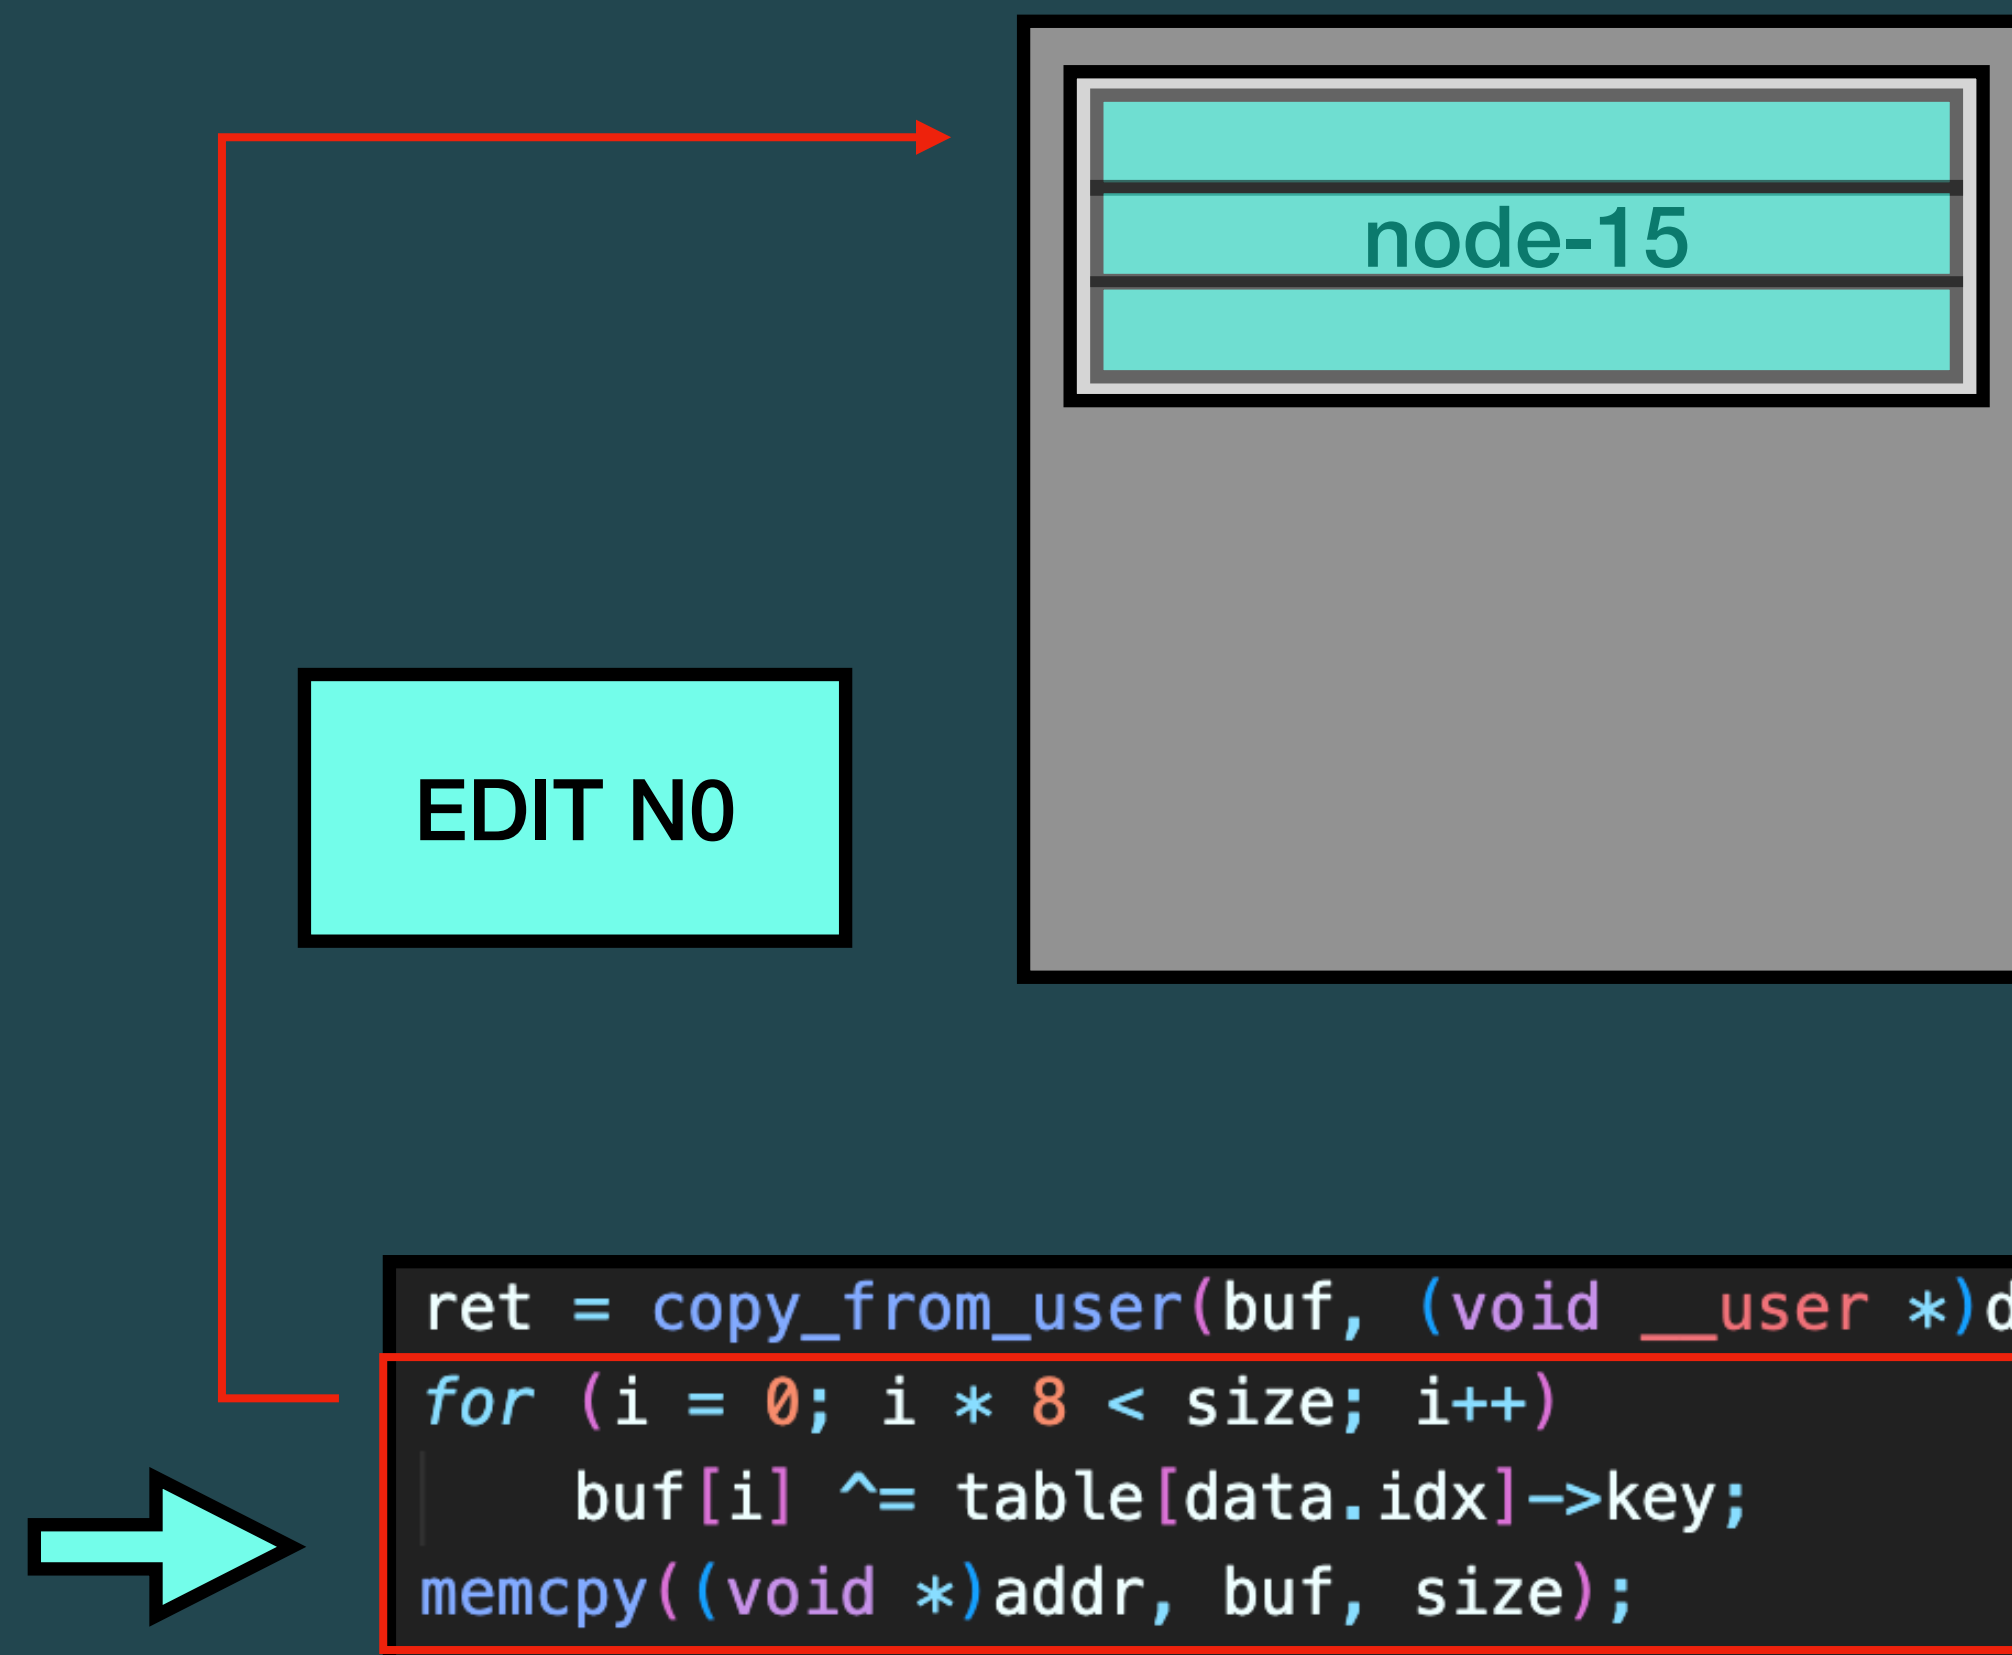 node-15
EDIT N0
ret = copy_from_user(buf, (void __user *)d
for (i = 0; i * 8 < size; i++)
buf[i] ^= table[data.idx]->key;
memcpy((void *)addr, buf, size);